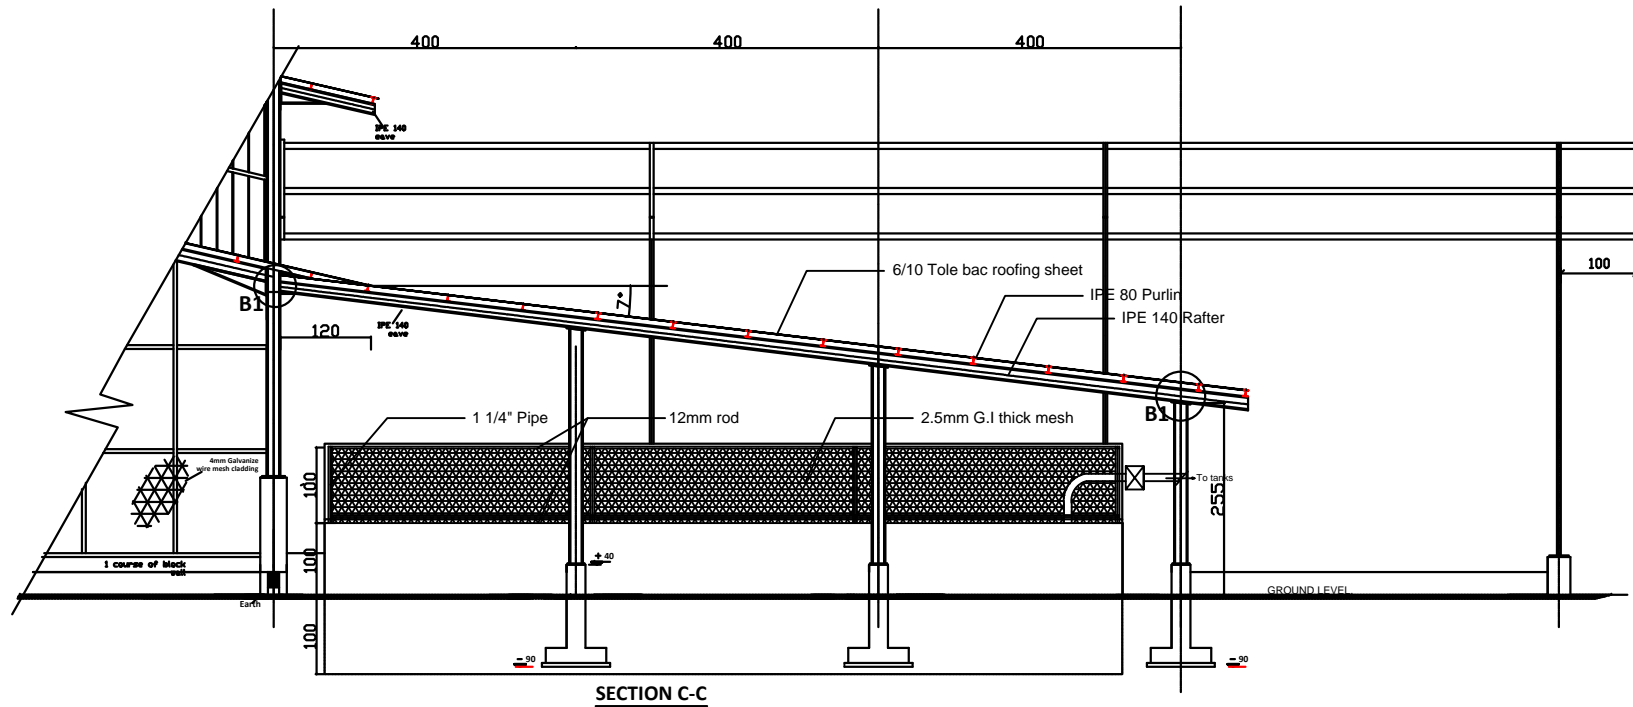 400
400
400
IPE 140
eave
100
6/10 Tole bac roofing sheet
IPE 80 Purlin
7°
B1
IPE 140 Rafter
120
IPE 140
eave
B1
1 1/4" Pipe
12mm rod
2.5mm G.I thick mesh
4mm Galvanize
wire mesh cladding
100
To tanks
255
100
+ 40
1 course of block
wall
GROUND LEVEL.
Earth
100
- 90
- 90
SECTION C-C